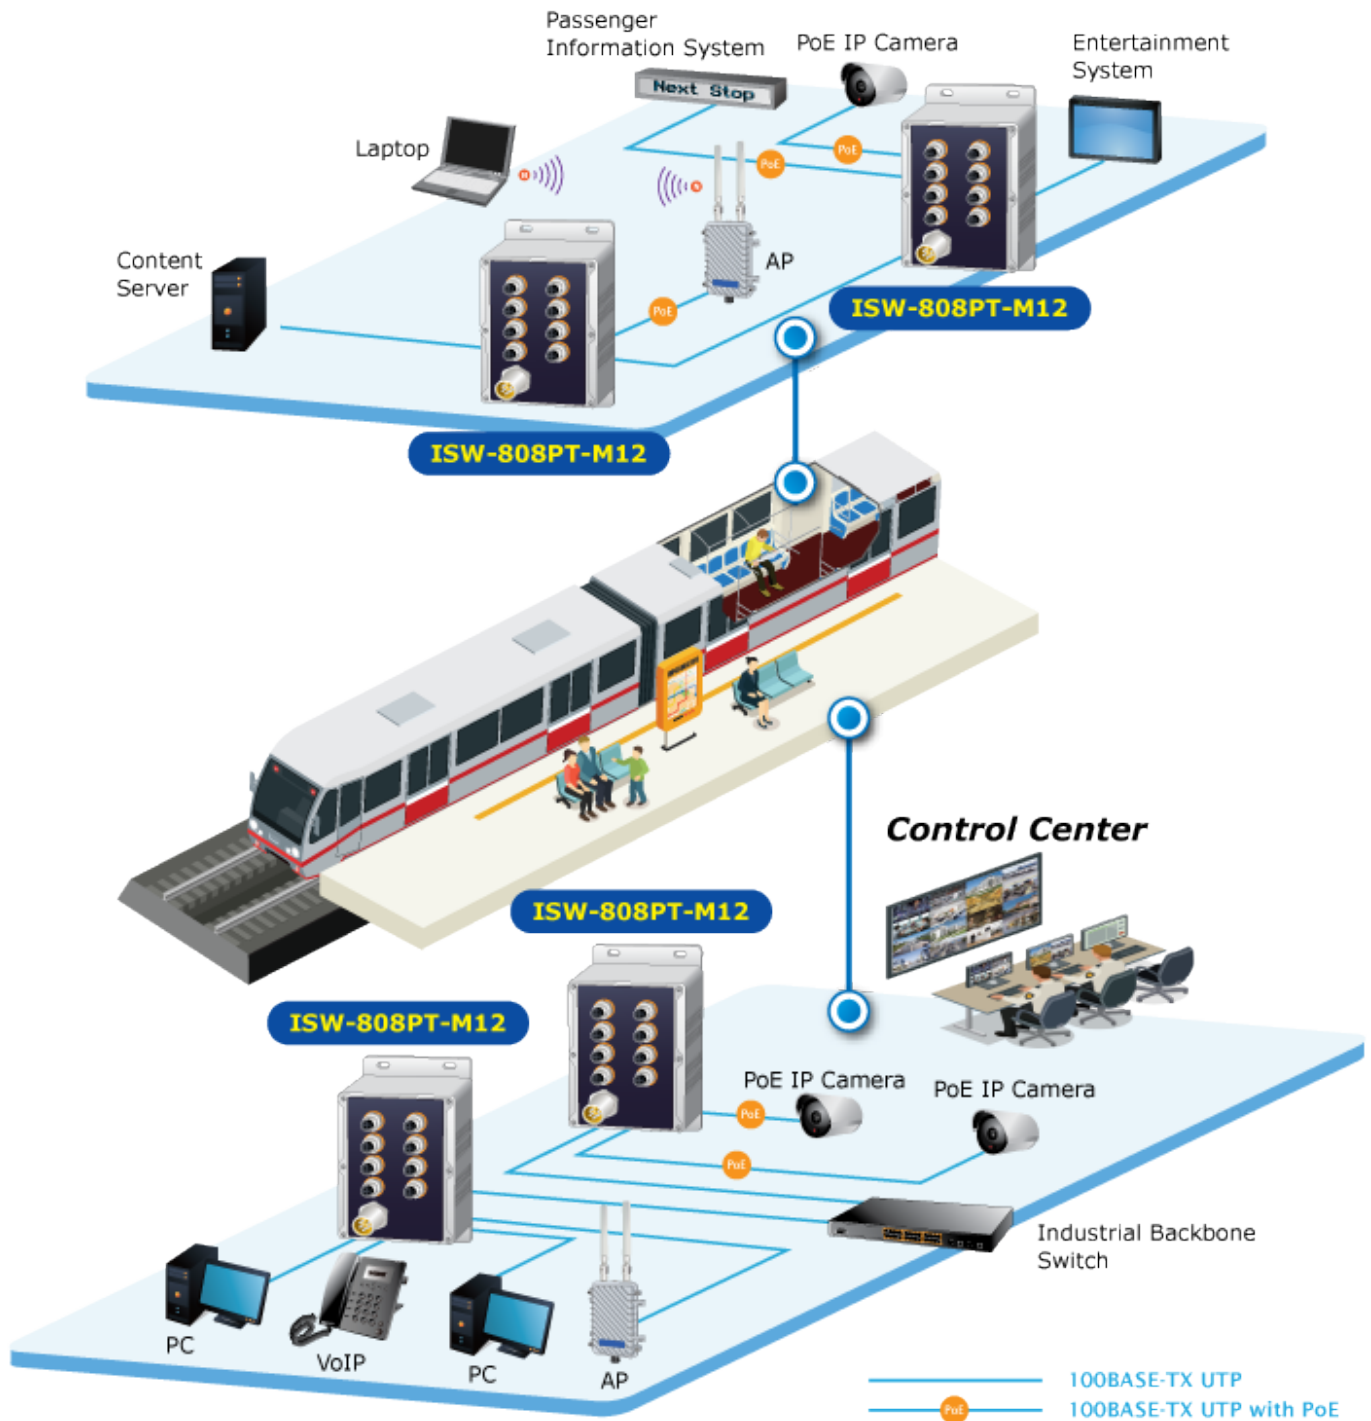 Passenger
Information System
PoE IP Camera
Entertainment
System
Next Stop
Laptop
PoE
PoE
Content
Server
AP
PoE
ISW-808PT-M12
ISW-808PT-M12
Control Center
ISW-808PT-M12
ISW-808PT-M12
PoE IP Camera
PoE IP Camera
PoE
PoE
Industrial Backbone
Switch
PC
VoIP
PC
AP
100BASE-TX UTP
PoE
100BASE-TX UTP with PoE